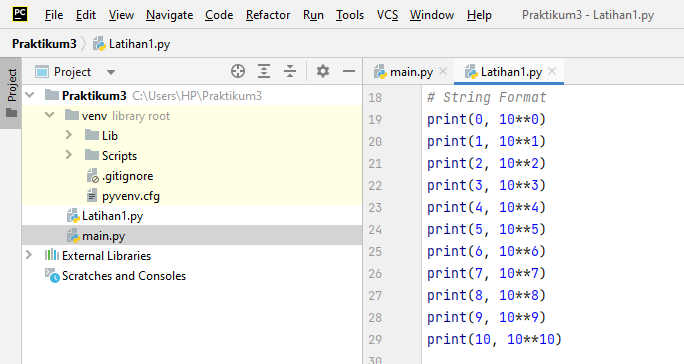 PC File Edit View Navigate Code Refactor Run Tools VCS Window Help Praktikum3 - Latihan1.py
Praktikum3 Latihan1.py
Project
Project
Praktikum3 C:\Users\HP\Praktikum3
venv library root
Lib
Scripts
.gitignore
pyvenv.cfg
Latihan1.py
main.py
External Libraries
Scratches and Consoles
main.py Latihan1.py
18 # String Format
19 print(0, 10**0)
20 print(1, 10**1)
21 print(2, 10**2)
22 print(3, 10**3)
23 print(4, 10**4)
24 print(5, 10**5)
25 print(6, 10**6)
26 print(7, 10**7)
27 print(8, 10**8)
28 print(9, 10**9)
29 print(10, 10**10)
30